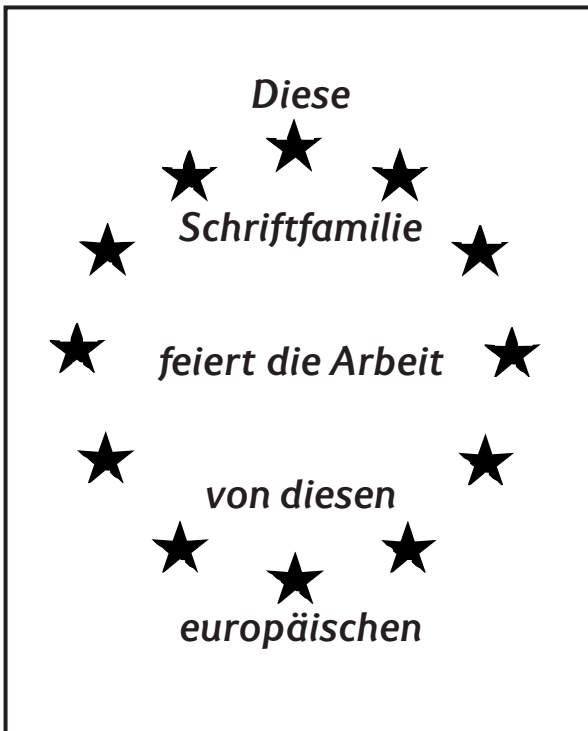 Diese
Schriftfamilie
feiert die Arbeit
von diesen
europäischen